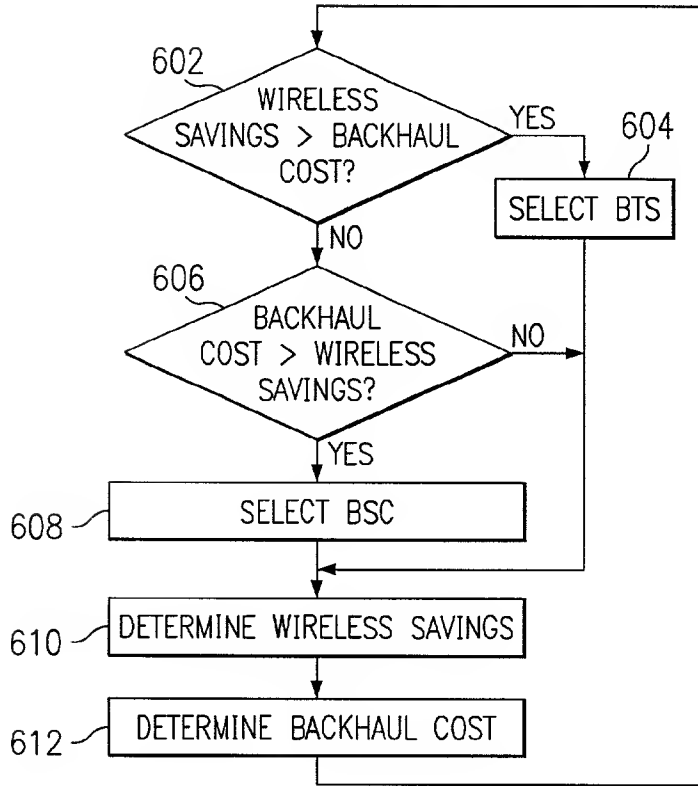 602
WIRELESS
SAVINGS > BACKHAUL
COST?
YES
604
SELECT BTS
NO
606
BACKHAUL
COST > WIRELESS
SAVINGS?
NO
YES
608
SELECT BSC
610
DETERMINE WIRELESS SAVINGS
612
DETERMINE BACKHAUL COST